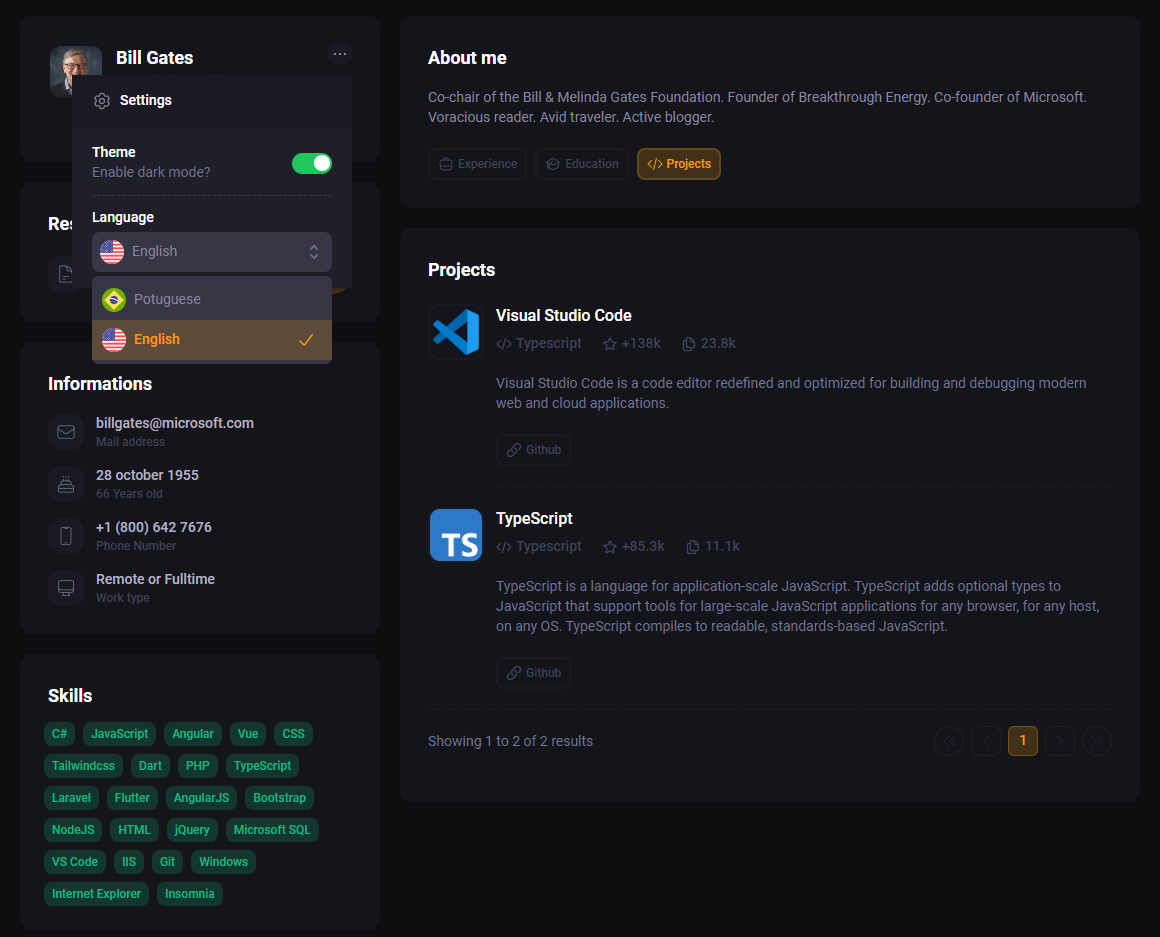 Bill Gates
Settings
Theme
Enable dark mode?
Language
English
Potuguese
English
Informations
billgates@microsoft.com
Mail address
28 october 1955
66 Years old
+1 (800) 642 7676
Phone Number
Remote or Fulltime
Work type
Skills
C# JavaScript Angular Vue CSS
Tailwindcss Dart PHP TypeScript
Laravel Flutter AngularJS Bootstrap
NodeJS HTML jQuery Microsoft SQL
VS Code IIS Git Windows
Internet Explorer Insomnia
About me
Co-chair of the Bill & Melinda Gates Foundation. Founder of Breakthrough Energy. Co-founder of Microsoft.
Voracious reader. Avid traveler. Active blogger.
Experience Education </> Projects
Projects
Visual Studio Code
</> Typescript +138k 23.8k
Visual Studio Code is a code editor redefined and optimized for building and debugging modern
web and cloud applications.
Github
TS
TypeScript
</> Typescript +85.3k 11.1k
TypeScript is a language for application-scale JavaScript. TypeScript adds optional types to
JavaScript that support tools for large-scale JavaScript applications for any browser, for any host,
on any OS. TypeScript compiles to readable, standards-based JavaScript.
Github
Showing 1 to 2 of 2 results
1